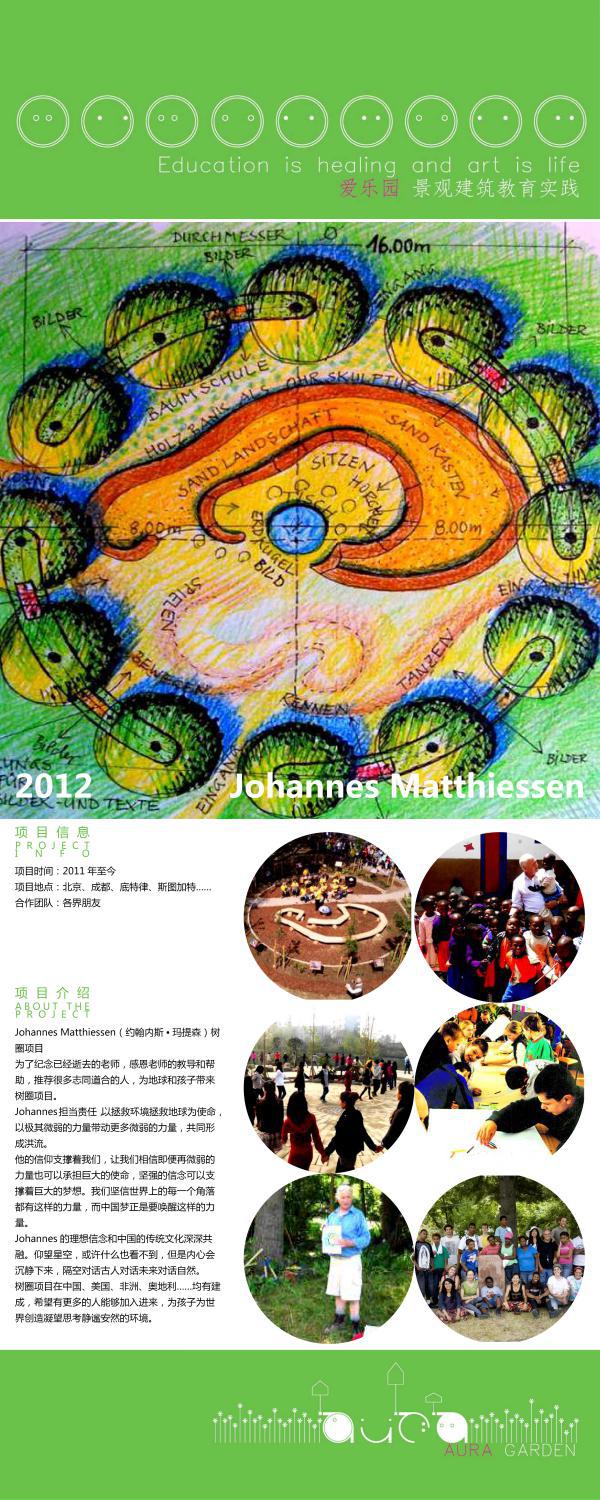 Education is healing and art is life
爱乐园 景观建筑教育实践
DURCHMESSER
16.00m
BILDER
EINGANG
BILDER
BILDER
BAUMSCHULE
HOLZ BANK ALS OHR SKULPTUR
SAND LANDSCHAFT
SAND KASTEN
SITZEN
HORCHEN
TISCH
8.00m
8.00m
ERDKUGEL
BILD
SPIELEN
BEWEGEN
RENNEN
TANZEN
BILDER
BILDER
EINGANG
BILDER-UND TEXTE
2012
Johannes Matthiessen
项目信息
PROJECT
INFO
项目时间：2011 年至今
项目地点：北京、成都、底特律、斯图加特……
合作团队：各界朋友
项目介绍
ABOUT THE
PROJECT
Johannes Matthiessen（约翰内斯•玛提森）树
圈项目
为了纪念已经逝去的老师，感恩老师的教导和帮
助，推荐很多志同道合的人，为地球和孩子带来
树圈项目。
Johannes担当责任 以拯救环境拯救地球为使命，
以极其微弱的力量带动更多微弱的力量，共同形
成洪流。
他的信仰支撑着我们，让我们相信即便再微弱的
力量也可以承担巨大的使命，坚强的信念可以支
撑着巨大的梦想。我们坚信世界上的每一个角落
都有这样的力量，而中国梦正是要唤醒这样的力
量。
Johannes 的理想信念和中国的传统文化深深共
融。仰望星空，或许什么也看不到，但是内心会
沉静下来，隔空对话古人对话未来对话自然。
树圈项目在中国、美国、非洲、奥地利……均有建
成，希望有更多的人能够加入进来，为孩子为世
界创造凝望思考静谧安然的环境。
aura
AURA GARDEN